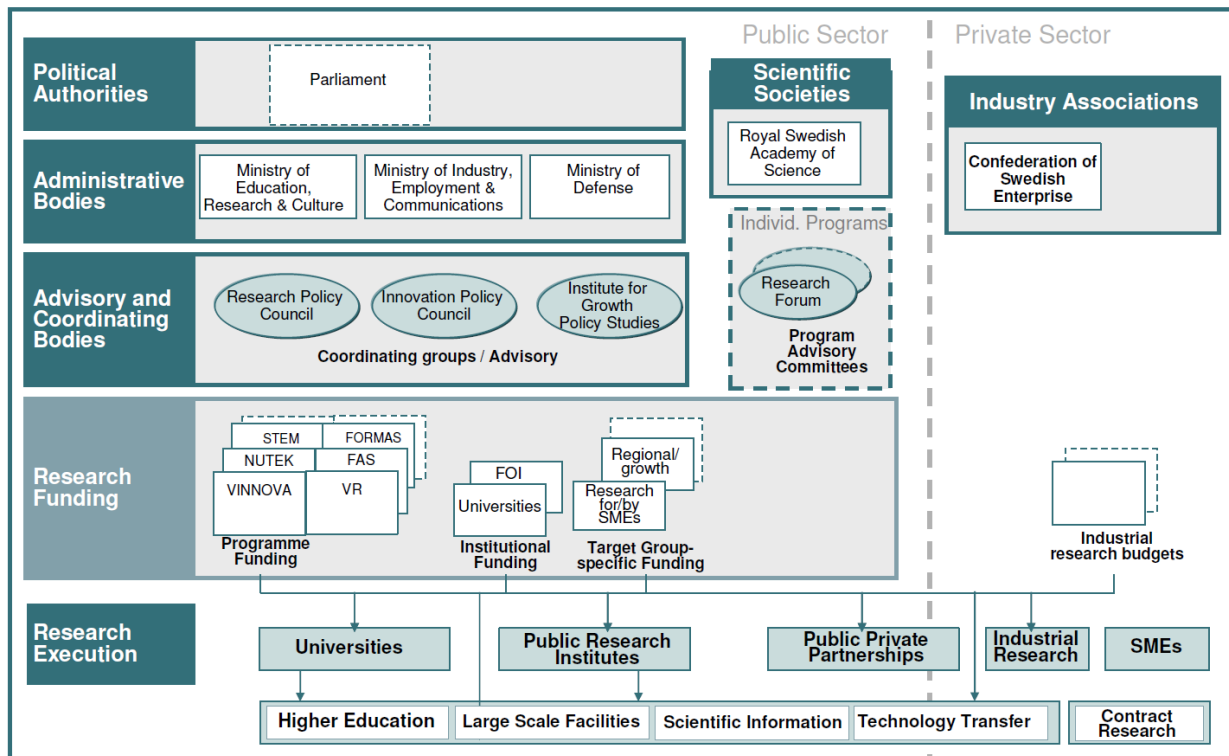 Public Sector
Private Sector
Political
Authorities
Parliament
Scientific
Societies
Royal Swedish
Academy of
Science
Industry Associations
Confederation of
Swedish
Enterprise
Administrative
Bodies
Ministry of
Education,
Research & Culture
Ministry of Industry,
Employment &
Communications
Ministry of
Defense
Individ. Programs
Research
Forum
Program
Advisory
Committees
Advisory and
Coordinating
Bodies
Research Policy
Council
Innovation Policy
Council
Institute for
Growth
Policy Studies
Coordinating groups / Advisory
Research
Funding
STEM
FORMAS
NUTEK
FAS
VINNOVA
VR
Programme
Funding
FOI
Universities
Institutional
Funding
Regional/
growth
Research
for/by
SMEs
Target Group-
specific Funding
Industrial
research budgets
Research
Execution
Universities
Public Research
Institutes
Public Private
Partnerships
Industrial
Research
SMEs
Higher Education
Large Scale Facilities
Scientific Information
Technology Transfer
Contract
Research